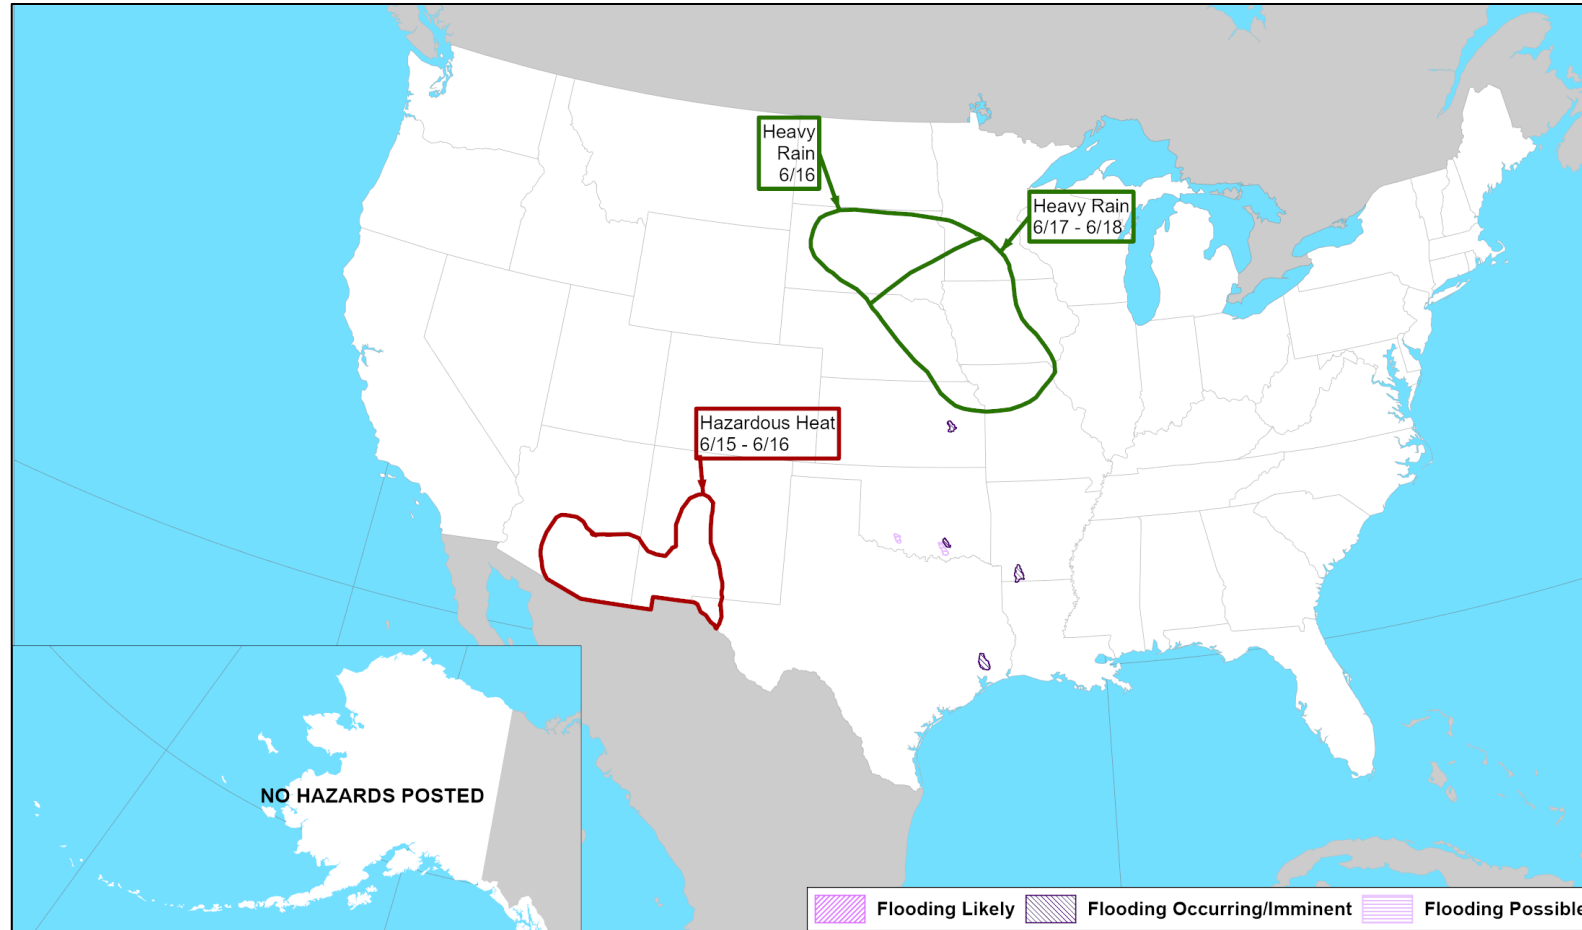 Heavy
Rain
6/16
Heavy Rain
6/17 - 6/18
Hazardous Heat
6/15 - 6/16
NO HAZARDS POSTED
Flooding Likely
Flooding Occurring/Imminent
Flooding Possible